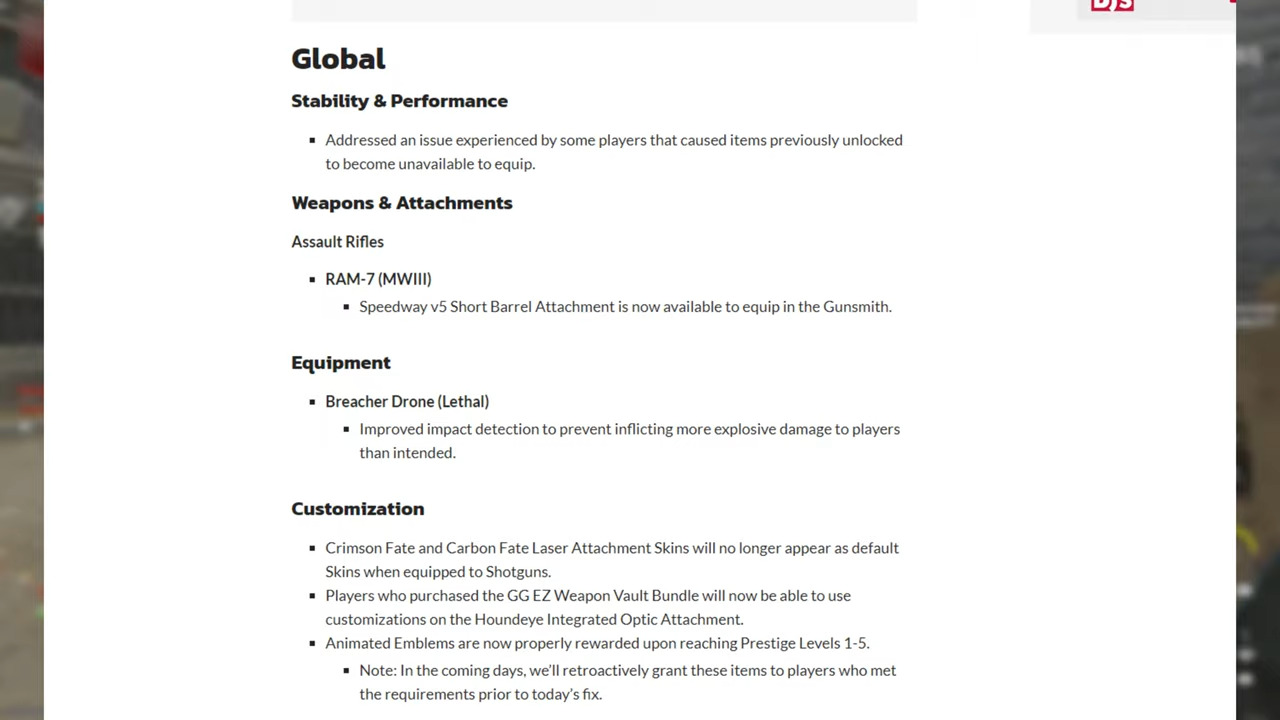 Global
Stability & Performance
▪ Addressed an issue experienced by some players that caused items previously unlocked
to become unavailable to equip.
Weapons & Attachments
Assault Rifles
▪ RAM-7 (MWIII)
▪ Speedway v5 Short Barrel Attachment is now available to equip in the Gunsmith.
Equipment
▪ Breacher Drone (Lethal)
▪ Improved impact detection to prevent inflicting more explosive damage to players
than intended.
Customization
▪ Crimson Fate and Carbon Fate Laser Attachment Skins will no longer appear as default
Skins when equipped to Shotguns.
▪ Players who purchased the GG EZ Weapon Vault Bundle will now be able to use
customizations on the Houndeye Integrated Optic Attachment.
▪ Animated Emblems are now properly rewarded upon reaching Prestige Levels 1-5.
▪ Note: In the coming days, we’ll retroactively grant these items to players who met
the requirements prior to today’s fix.